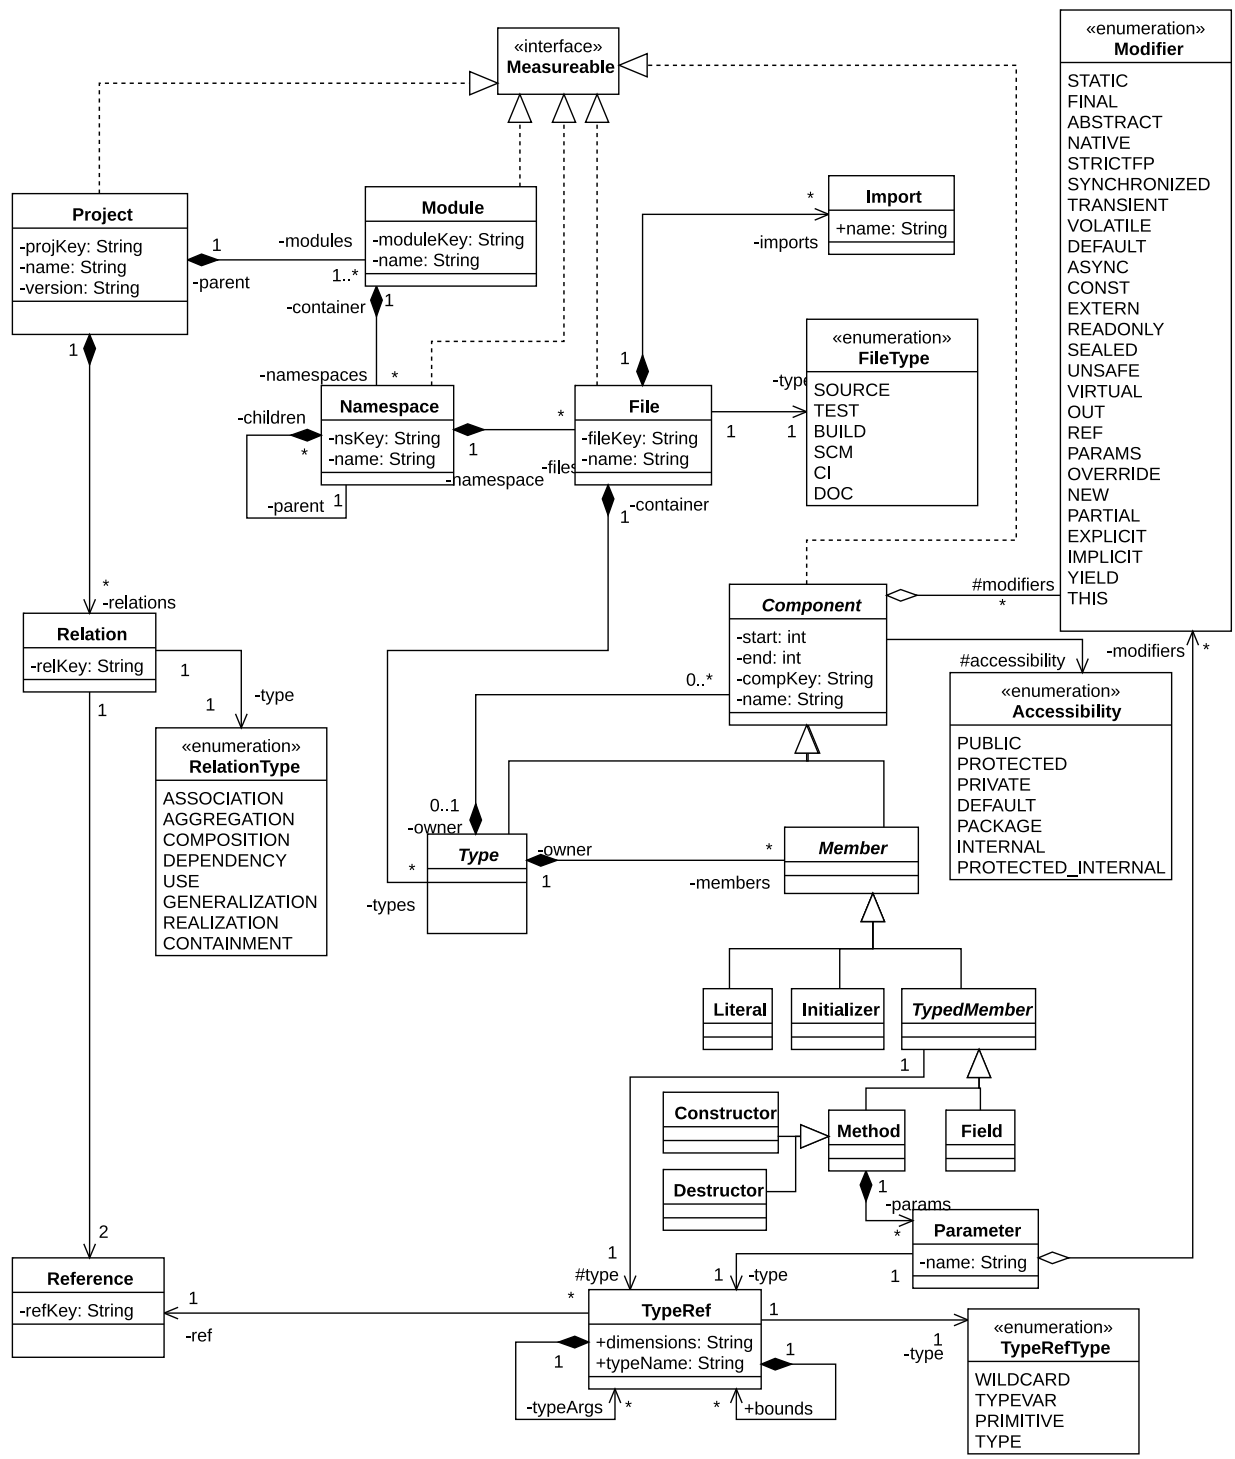 «interface»
Measureable
«enumeration»
Modifier
STATIC
FINAL
ABSTRACT
NATIVE
STRICTFP
SYNCHRONIZED
TRANSIENT
VOLATILE
DEFAULT
ASYNC
CONST
EXTERN
READONLY
SEALED
UNSAFE
VIRTUAL
OUT
REF
PARAMS
OVERRIDE
NEW
PARTIAL
EXPLICIT
IMPLICIT
YIELD
THIS
Project
-projKey: String
-name: String
-version: String
1
-parent
-modules
1..*
Module
-moduleKey: String
-name: String
-container
1
-namespaces
*
Import
+name: String
*
-imports
1
1
«enumeration»
FileType
SOURCE
TEST
BUILD
SCM
CI
DOC
-type
1
1
Namespace
-nsKey: String
-name: String
-children
*
-parent
1
1
-namespace
*
-files
File
-fileKey: String
-name: String
1
-container
*
-relations
Relation
-relKey: String
1
1
-type
1
«enumeration»
RelationType
ASSOCIATION
AGGREGATION
COMPOSITION
DEPENDENCY
USE
GENERALIZATION
REALIZATION
CONTAINMENT
Component
-start: int
-end: int
-compKey: String
-name: String
#modifiers
*
-modifiers
*
#accessibility
«enumeration»
Accessibility
PUBLIC
PROTECTED
PRIVATE
DEFAULT
PACKAGE
INTERNAL
PROTECTED_INTERNAL
0..*
0..1
-owner
Type
*
-types
-owner
1
*
-members
Member
Literal
Initializer
TypedMember
1
Constructor
Method
Field
Destructor
1
-params
*
Parameter
-name: String
1
1
-type
1
#type
2
Reference
-refKey: String
1
-ref
*
TypeRef
+dimensions: String
+typeName: String
1
-typeArgs
*
1
+bounds
*
1
1
-type
«enumeration»
TypeRefType
WILDCARD
TYPEVAR
PRIMITIVE
TYPE